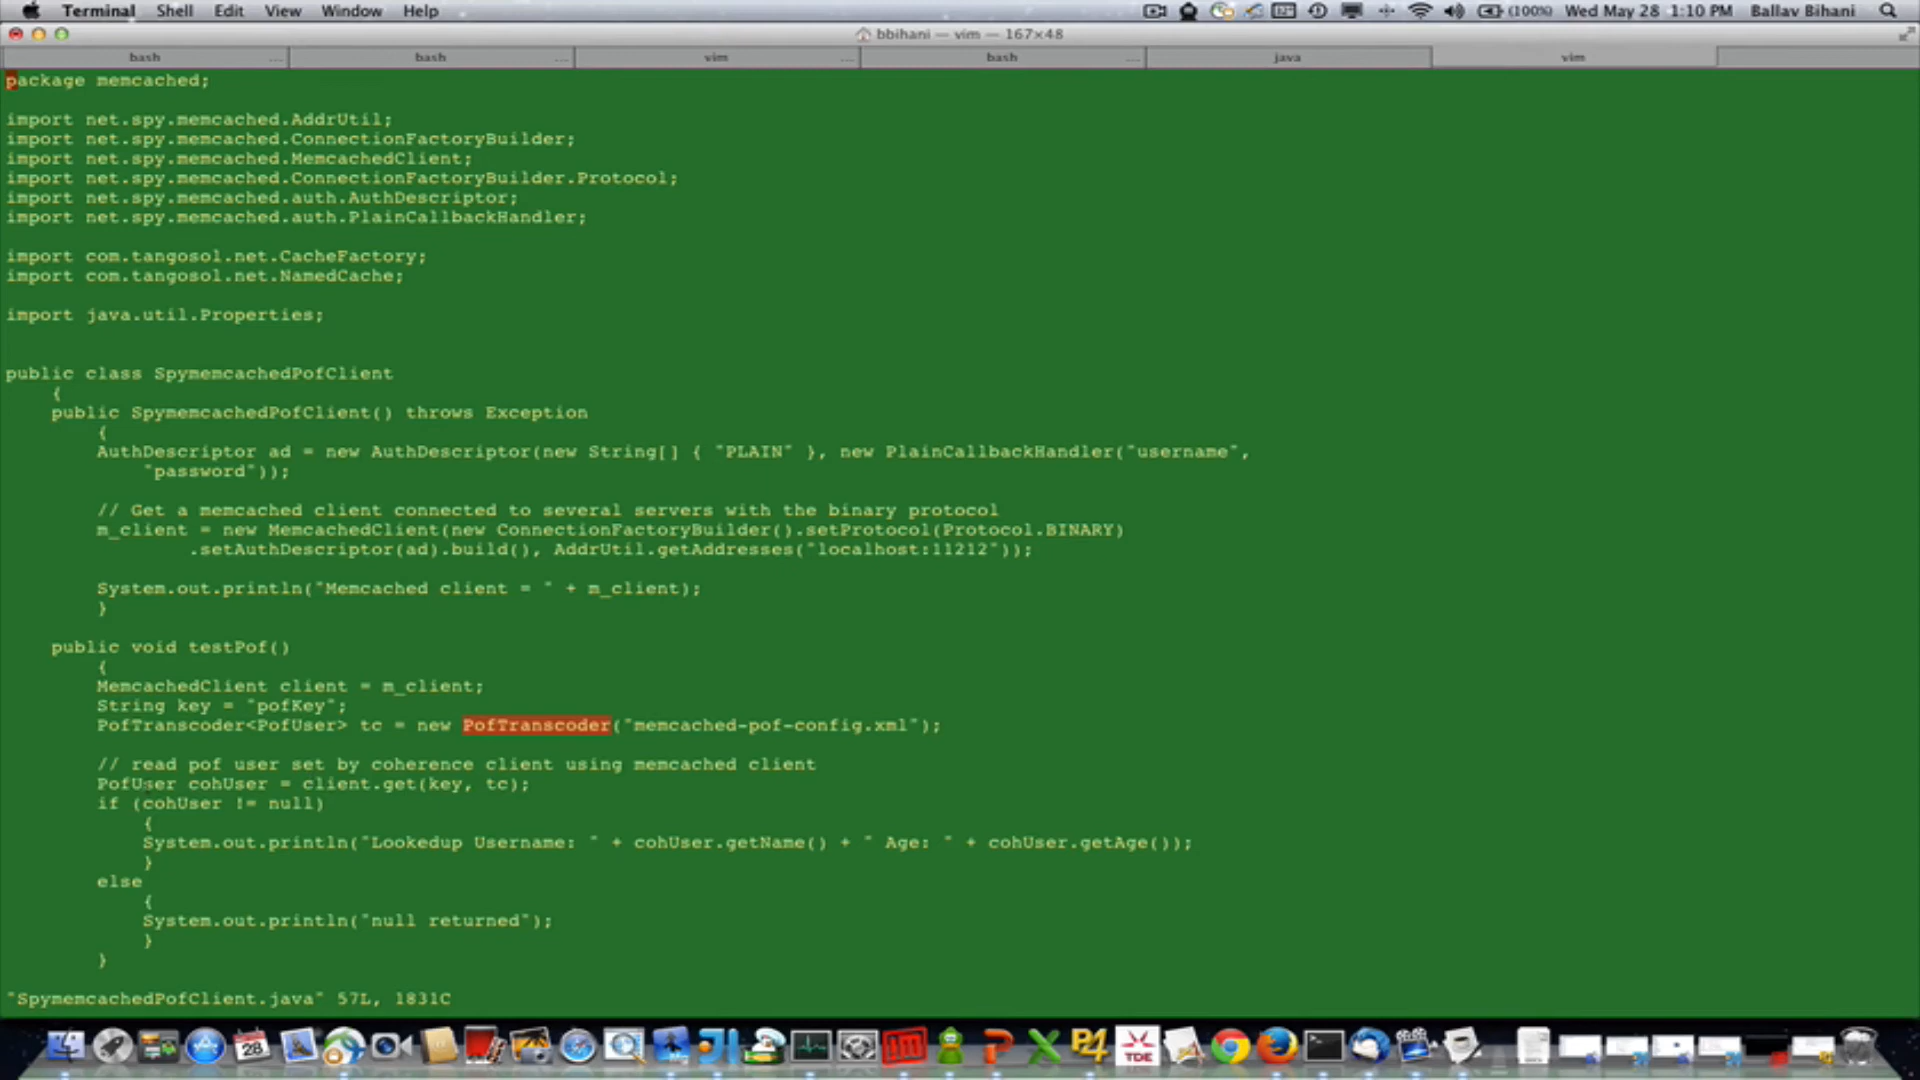 Terminal Shell Edit View Window Help (100%) Wed May 28 1:10 PM Ballav Bihani
bbihani — vim — 167×48
bash bash vim bash java vim
package memcached;
import net.spy.memcached.AddrUtil;
import net.spy.memcached.ConnectionFactoryBuilder;
import net.spy.memcached.MemcachedClient;
import net.spy.memcached.ConnectionFactoryBuilder.Protocol;
import net.spy.memcached.auth.AuthDescriptor;
import net.spy.memcached.auth.PlainCallbackHandler;
import com.tangosol.net.CacheFactory;
import com.tangosol.net.NamedCache;
import java.util.Properties;
public class SpymemcachedPofClient
{
public SpymemcachedPofClient() throws Exception
{
AuthDescriptor ad = new AuthDescriptor(new String[] { "PLAIN" }, new PlainCallbackHandler("username",
"password"));
// Get a memcached client connected to several servers with the binary protocol
m_client = new MemcachedClient(new ConnectionFactoryBuilder().setProtocol(Protocol.BINARY)
.setAuthDescriptor(ad).build(), AddrUtil.getAddresses("localhost:11212"));
System.out.println("Memcached client = " + m_client);
}
public void testPof()
{
MemcachedClient client = m_client;
String key = "pofKey";
PofTranscoder<PofUser> tc = new PofTranscoder("memcached-pof-config.xml");
// read pof user set by coherence client using memcached client
PofUser cohUser = client.get(key, tc);
if (cohUser != null)
{
System.out.println("Lookedup Username: " + cohUser.getName() + " Age: " + cohUser.getAge());
}
else
{
System.out.println("null returned");
}
}
"SpymemcachedPofClient.java" 57L, 1831C
28
P4
TDE